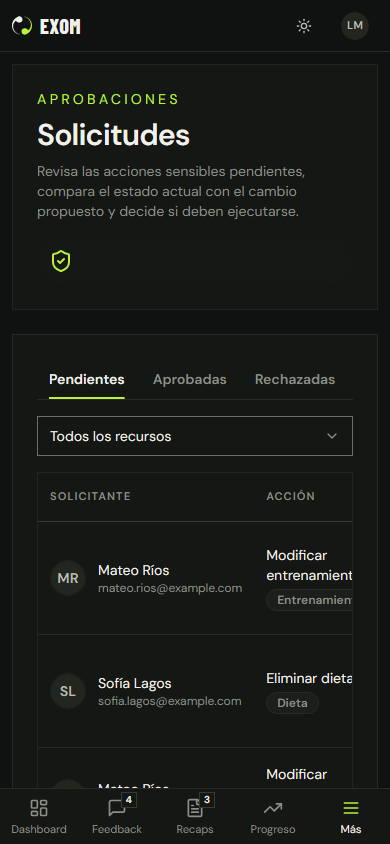 EXOM
LM
APROBACIONES
Solicitudes
Revisa las acciones sensibles pendientes,
compara el estado actual con el cambio
propuesto y decide si deben ejecutarse.
Pendientes Aprobadas Rechazadas
Todos los recursos
SOLICITANTE ACCIÓN
MR
Mateo Ríos
mateo.rios@example.com
Modificar
entrenamient
Entrenamien
SL
Sofía Lagos
sofia.lagos@example.com
Eliminar dieta
Dieta
Mateo Ríos
Modificar
4
3
Dashboard Feedback Recaps Progreso Más